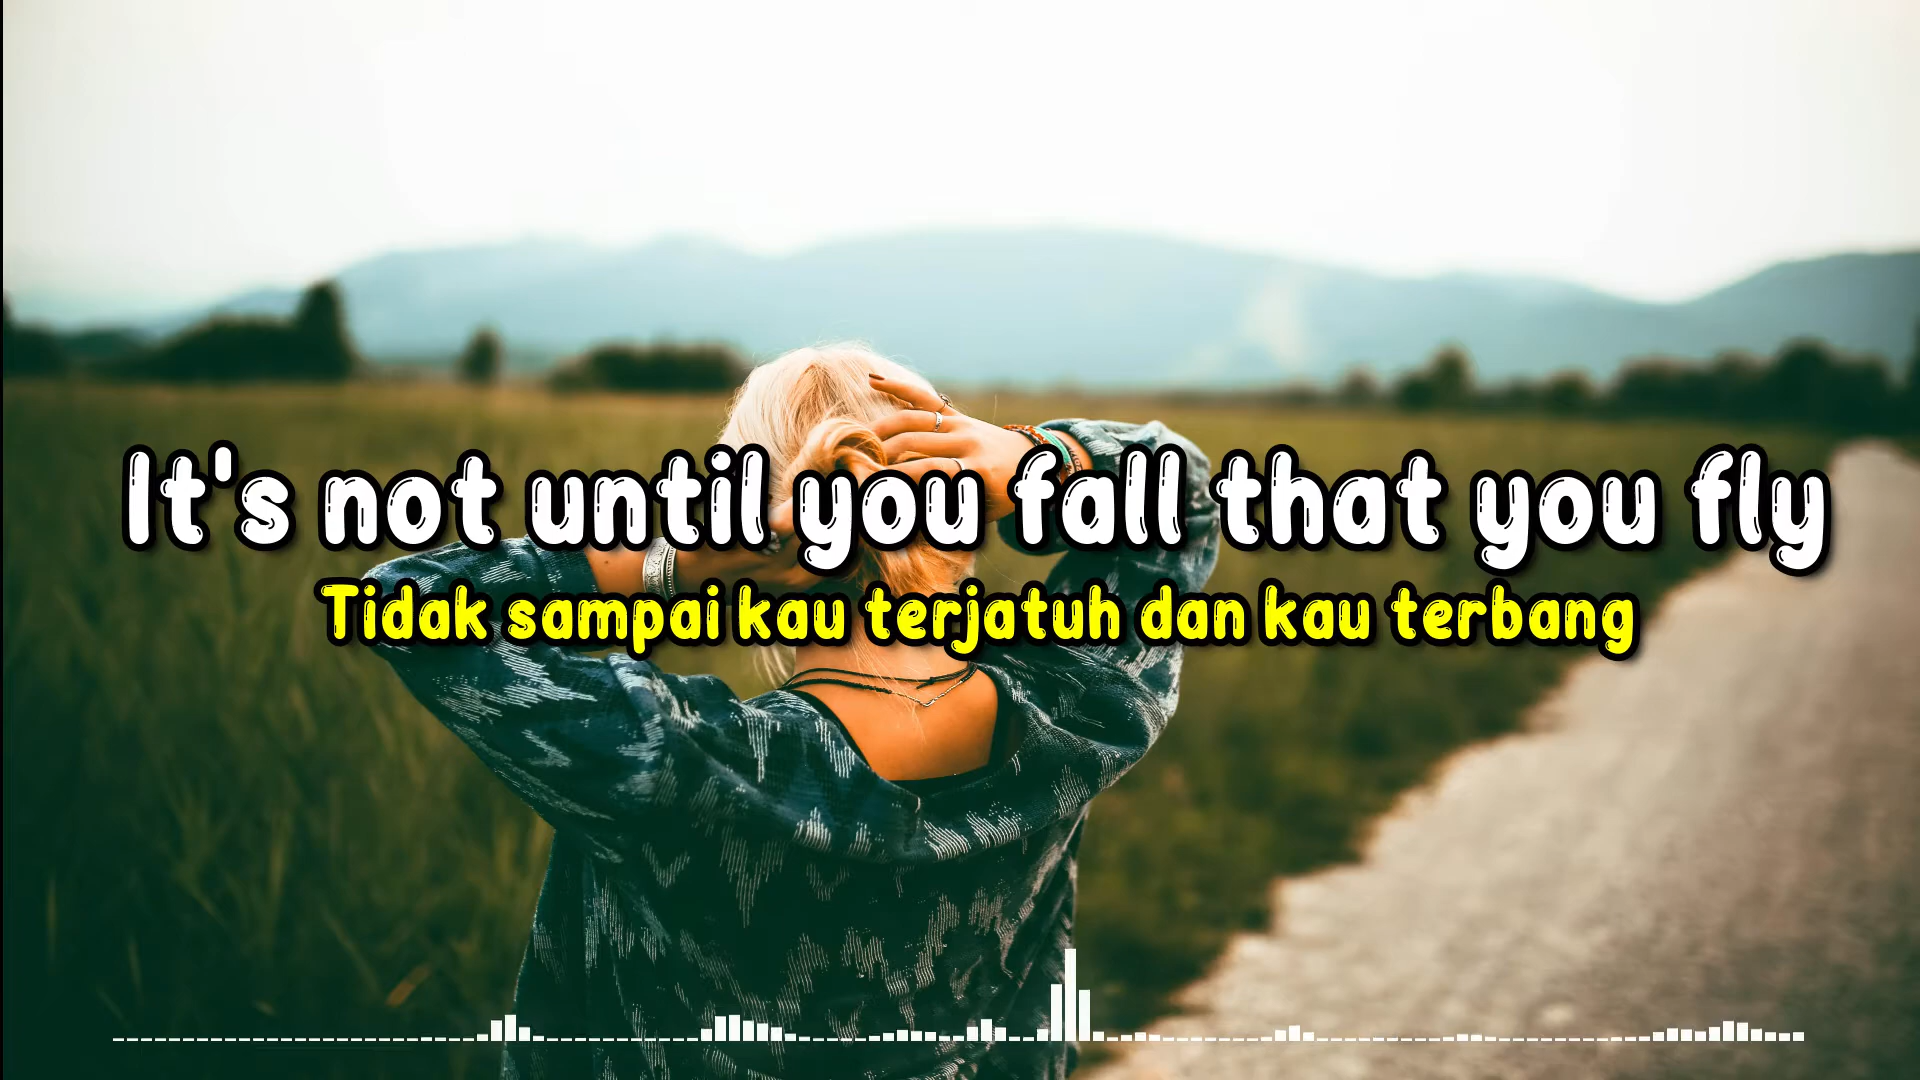 It's not until you fall that you fly
Tidak sampai kau terjatuh dan kau terbang